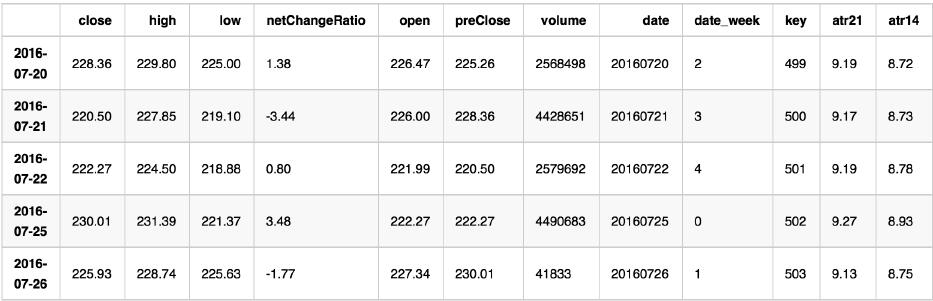 close high low netChangeRatio open preClose volume date date_week key atr21 atr14
2016-07-20 228.36 229.80 225.00 1.38 226.47 225.26 2568498 20160720 2 499 9.19 8.72
2016-07-21 220.50 227.85 219.10 -3.44 226.00 228.36 4428651 20160721 3 500 9.17 8.73
2016-07-22 222.27 224.50 218.88 0.80 221.99 220.50 2579692 20160722 4 501 9.19 8.78
2016-07-25 230.01 231.39 221.37 3.48 222.27 222.27 4490683 20160725 0 502 9.27 8.93
2016-07-26 225.93 228.74 225.63 -1.77 227.34 230.01 41833 20160726 1 503 9.13 8.75